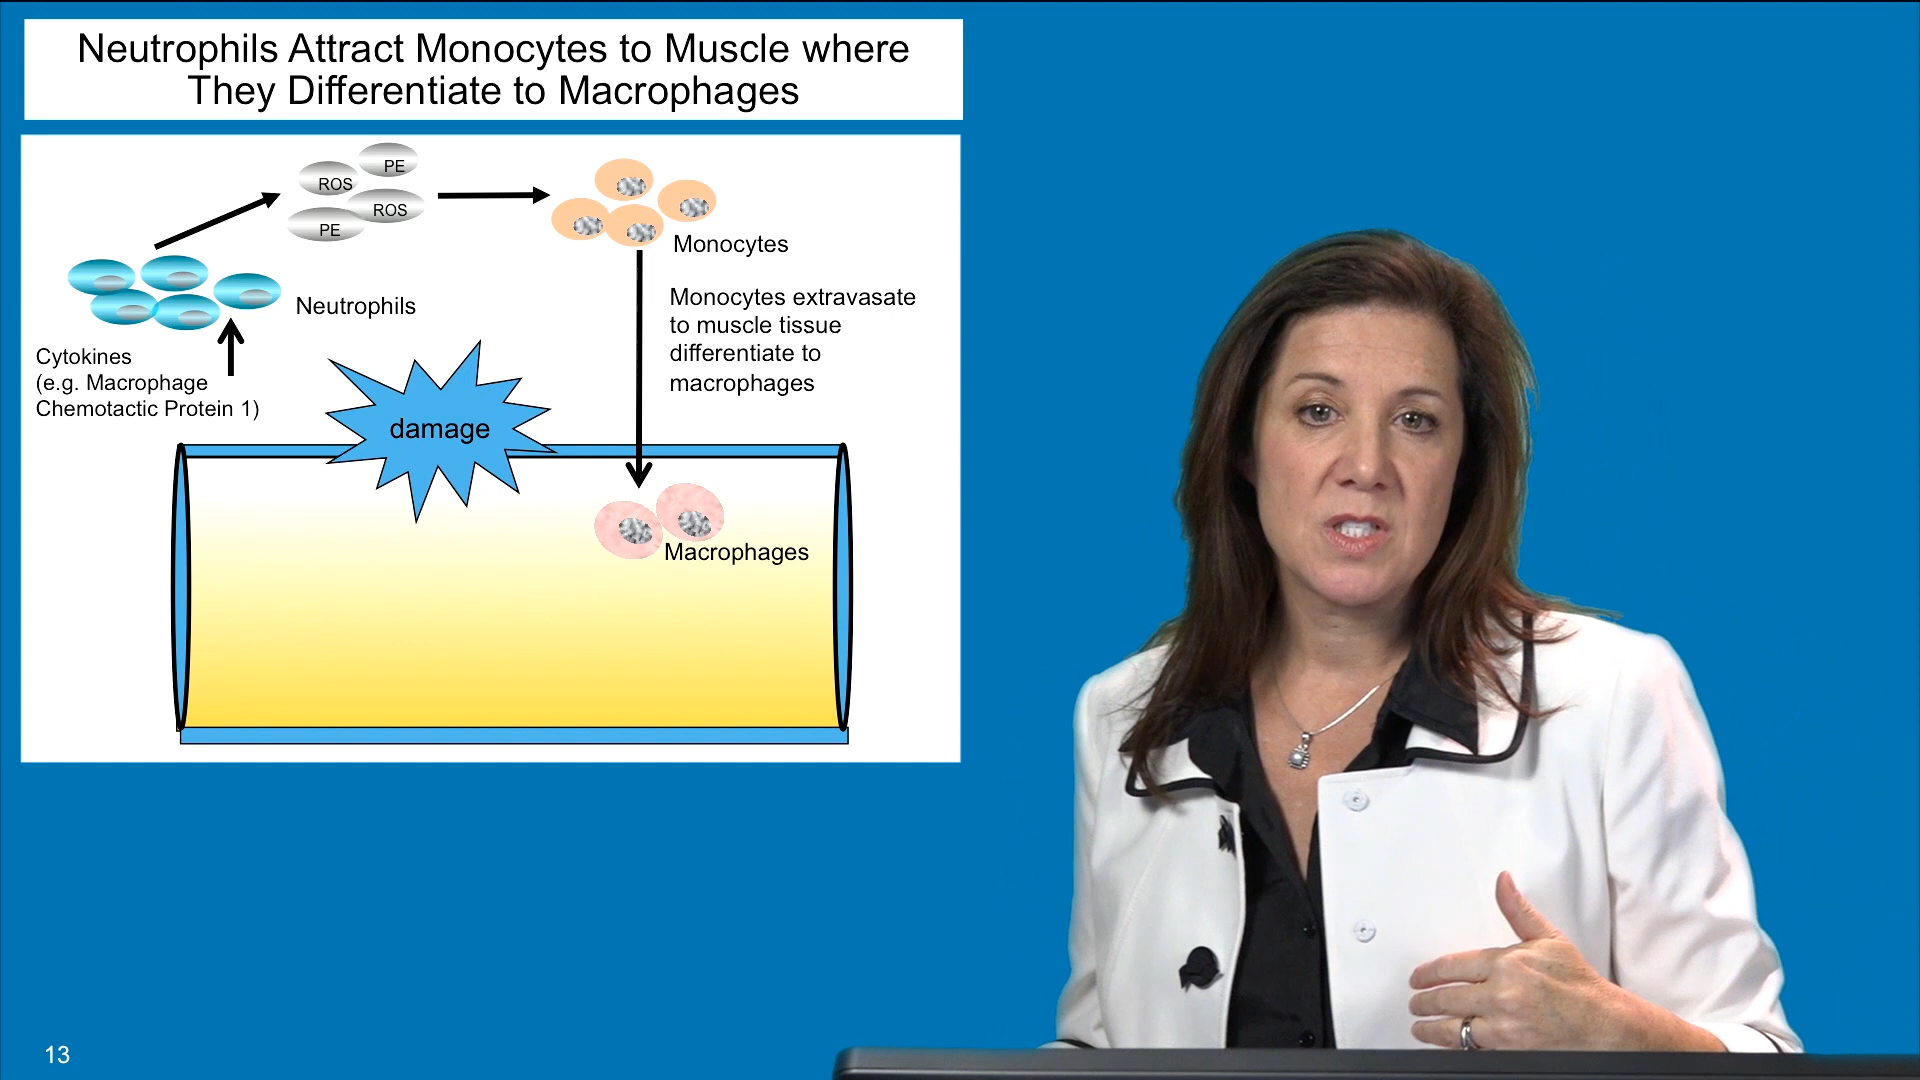 Neutrophils Attract Monocytes to Muscle where
They Differentiate to Macrophages
PE
ROS
ROS
PE
Monocytes
Neutrophils
Monocytes extravasate
to muscle tissue
differentiate to
macrophages
Cytokines
(e.g. Macrophage
Chemotactic Protein 1)
damage
Macrophages
13